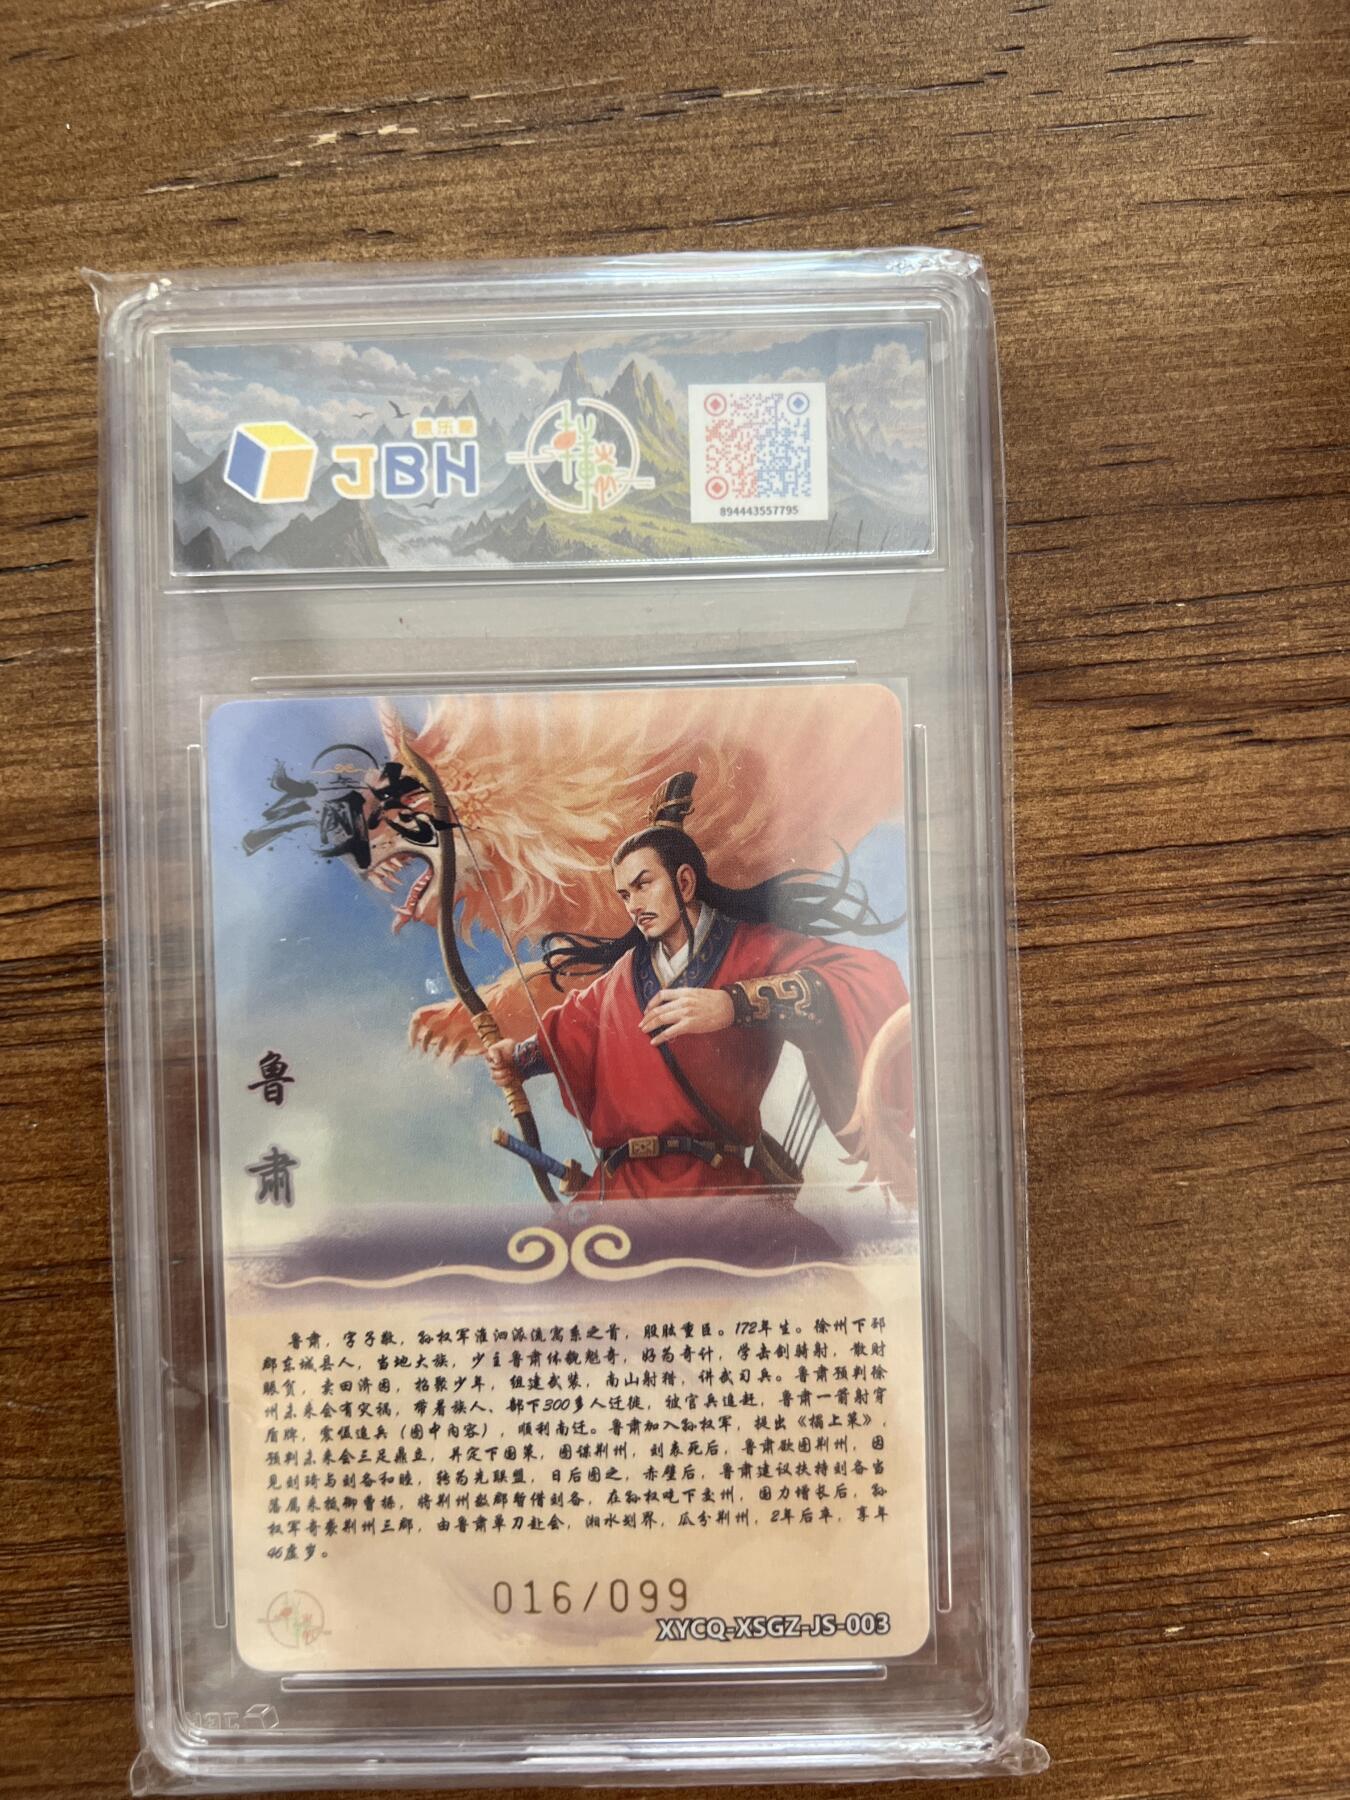 居乐堡
JBH
894443557795
三國志
魯
肃
鲁肃，字子敬，孙权军淮泗派流寓系之首，股肱重臣。172年生。徐州下邳
郡东城县人，当地大族，少主鲁肃体貌魁奇，好为奇计，学击剑骑射，散财
赈贫，卖田济困，招聚少年，组建武装，南山射猎，讲武习兵。鲁肃预判徐
州未来会有灾祸，带着族人、部下300多人迁徙，被官兵追赶，鲁肃一箭射穿
盾牌，震慑追兵（图中内容），顺利南迁。鲁肃加入孙权军，提出《榻上策》，
预判未来会三足鼎立，并定下国策，图谋荆州，刘表死后，鲁肃欲图荆州，因
见刘琦与刘备和睦，转为先联盟，日后图之，赤壁后，鲁肃建议扶持刘备当
藩属来抵御曹操，将荆州数郡暂借刘备，在孙权吃下交州，国力增长后，孙
权军奇袭荆州三郡，由鲁肃单刀赴会，湘水划界，瓜分荆州，2年后卒，享年
46虚岁。
016/099
XYCQ-XSGZ-JS-003
JBH